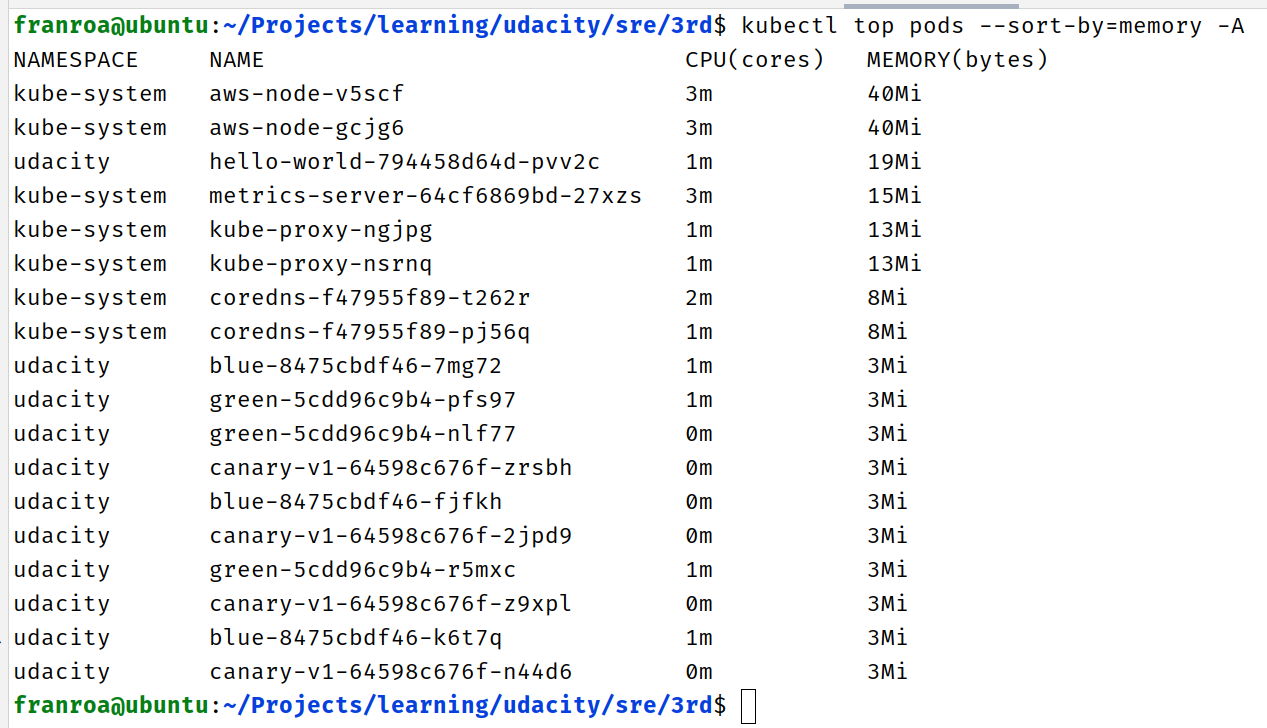 franroa@ubuntu:~/Projects/learning/udacity/sre/3rd$ kubectl top pods --sort-by=memory -A
NAMESPACE NAME CPU(cores) MEMORY(bytes)
kube-system aws-node-v5scf 3m 40Mi
kube-system aws-node-gcjg6 3m 40Mi
udacity hello-world-794458d64d-pvv2c 1m 19Mi
kube-system metrics-server-64cf6869bd-27xzs 3m 15Mi
kube-system kube-proxy-ngjpg 1m 13Mi
kube-system kube-proxy-nsrnq 1m 13Mi
kube-system coredns-f47955f89-t262r 2m 8Mi
kube-system coredns-f47955f89-pj56q 1m 8Mi
udacity blue-8475cbdf46-7mg72 1m 3Mi
udacity green-5cdd96c9b4-pfs97 1m 3Mi
udacity green-5cdd96c9b4-nlf77 0m 3Mi
udacity canary-v1-64598c676f-zrsbh 0m 3Mi
udacity blue-8475cbdf46-fjfkh 0m 3Mi
udacity canary-v1-64598c676f-2jpd9 0m 3Mi
udacity green-5cdd96c9b4-r5mxc 1m 3Mi
udacity canary-v1-64598c676f-z9xpl 0m 3Mi
udacity blue-8475cbdf46-k6t7q 1m 3Mi
udacity canary-v1-64598c676f-n44d6 0m 3Mi
franroa@ubuntu:~/Projects/learning/udacity/sre/3rd$